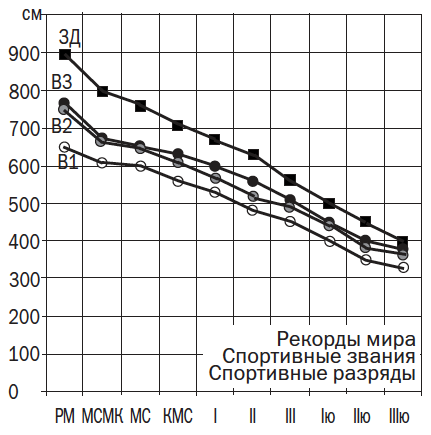 см
900
800
700
600
500
400
300
200
100
0
ЗД
В3
В2
В1
Рекорды мира
Спортивные звания
Спортивные разряды
РМ МСМК МС КМС I II III Iю IIю IIIю